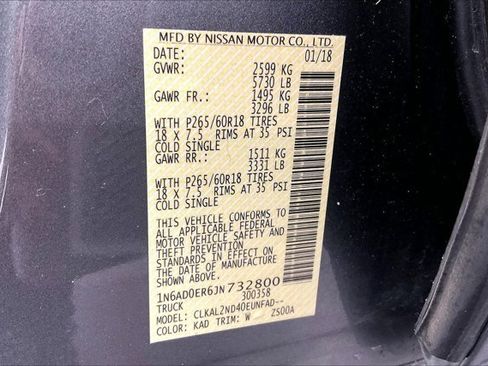 MFD BY NISSAN MOTOR CO., LTD.
DATE: 01/18
GVWR: 2599 KG
5730 LB
GAWR FR.: 1495 KG
3296 LB
WITH P265/60R18 TIRES
18 X 7.5 RIMS AT 35 PSI
COLD SINGLE
GAWR RR.: 1511 KG
3331 LB
WITH P265/60R18 TIRES
18 X 7.5 RIMS AT 35 PSI
COLD SINGLE
THIS VEHICLE CONFORMS TO
ALL APPLICABLE FEDERAL
MOTOR VEHICLE SAFETY AND
THEFT PREVENTION
STANDARDS IN EFFECT ON
THE DATE OF MANUFACTURE
SHOWN ABOVE.
1N6AD0ER6JN732800
TRUCK 300358
MODEL: CLKAL2ND40EUNFAD--
COLOR: KAD TRIM: W ZS00A